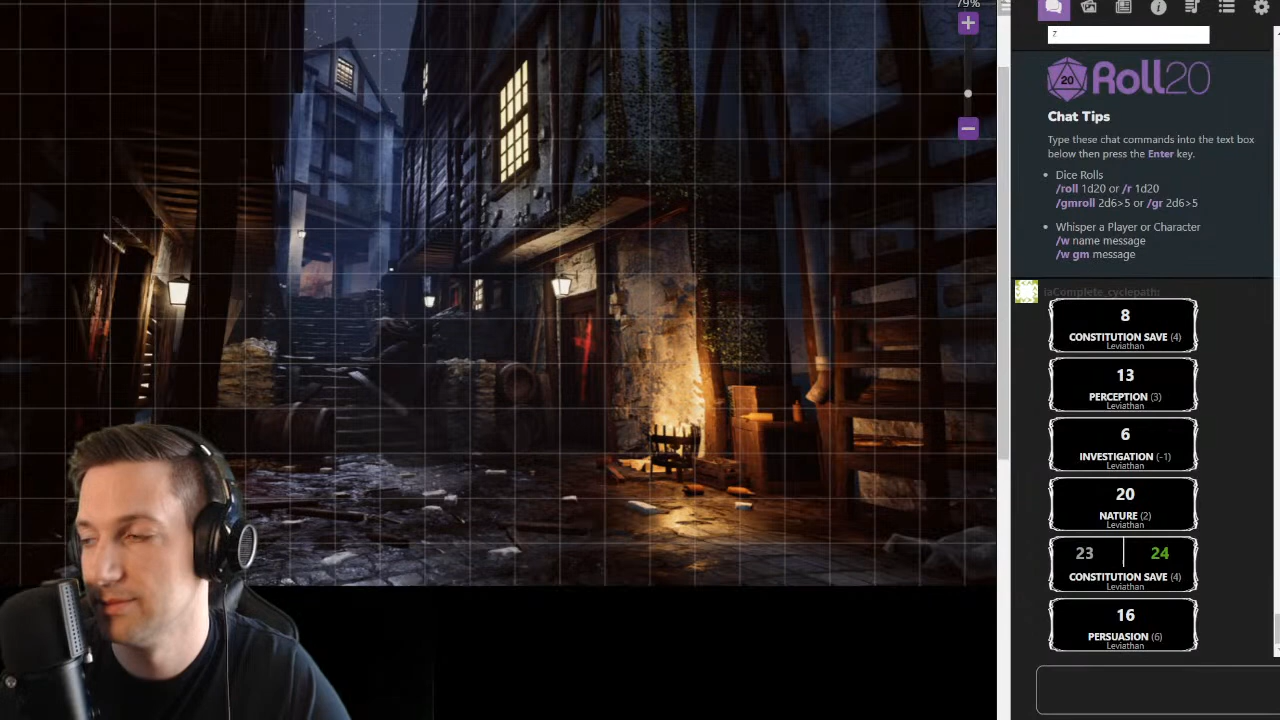 79%
z
20 Roll20
Chat Tips
Type these chat commands into the text box
below then press the Enter key.
• Dice Rolls
/roll 1d20 or /r 1d20
/gmroll 2d6>5 or /gr 2d6>5
• Whisper a Player or Character
/w name message
/w gm message
IaComplete_cyclepath:
8
CONSTITUTION SAVE (4)
Leviathan
13
PERCEPTION (3)
Leviathan
6
INVESTIGATION (-1)
Leviathan
20
NATURE (2)
Leviathan
23 24
CONSTITUTION SAVE (4)
Leviathan
16
PERSUASION (6)
Leviathan